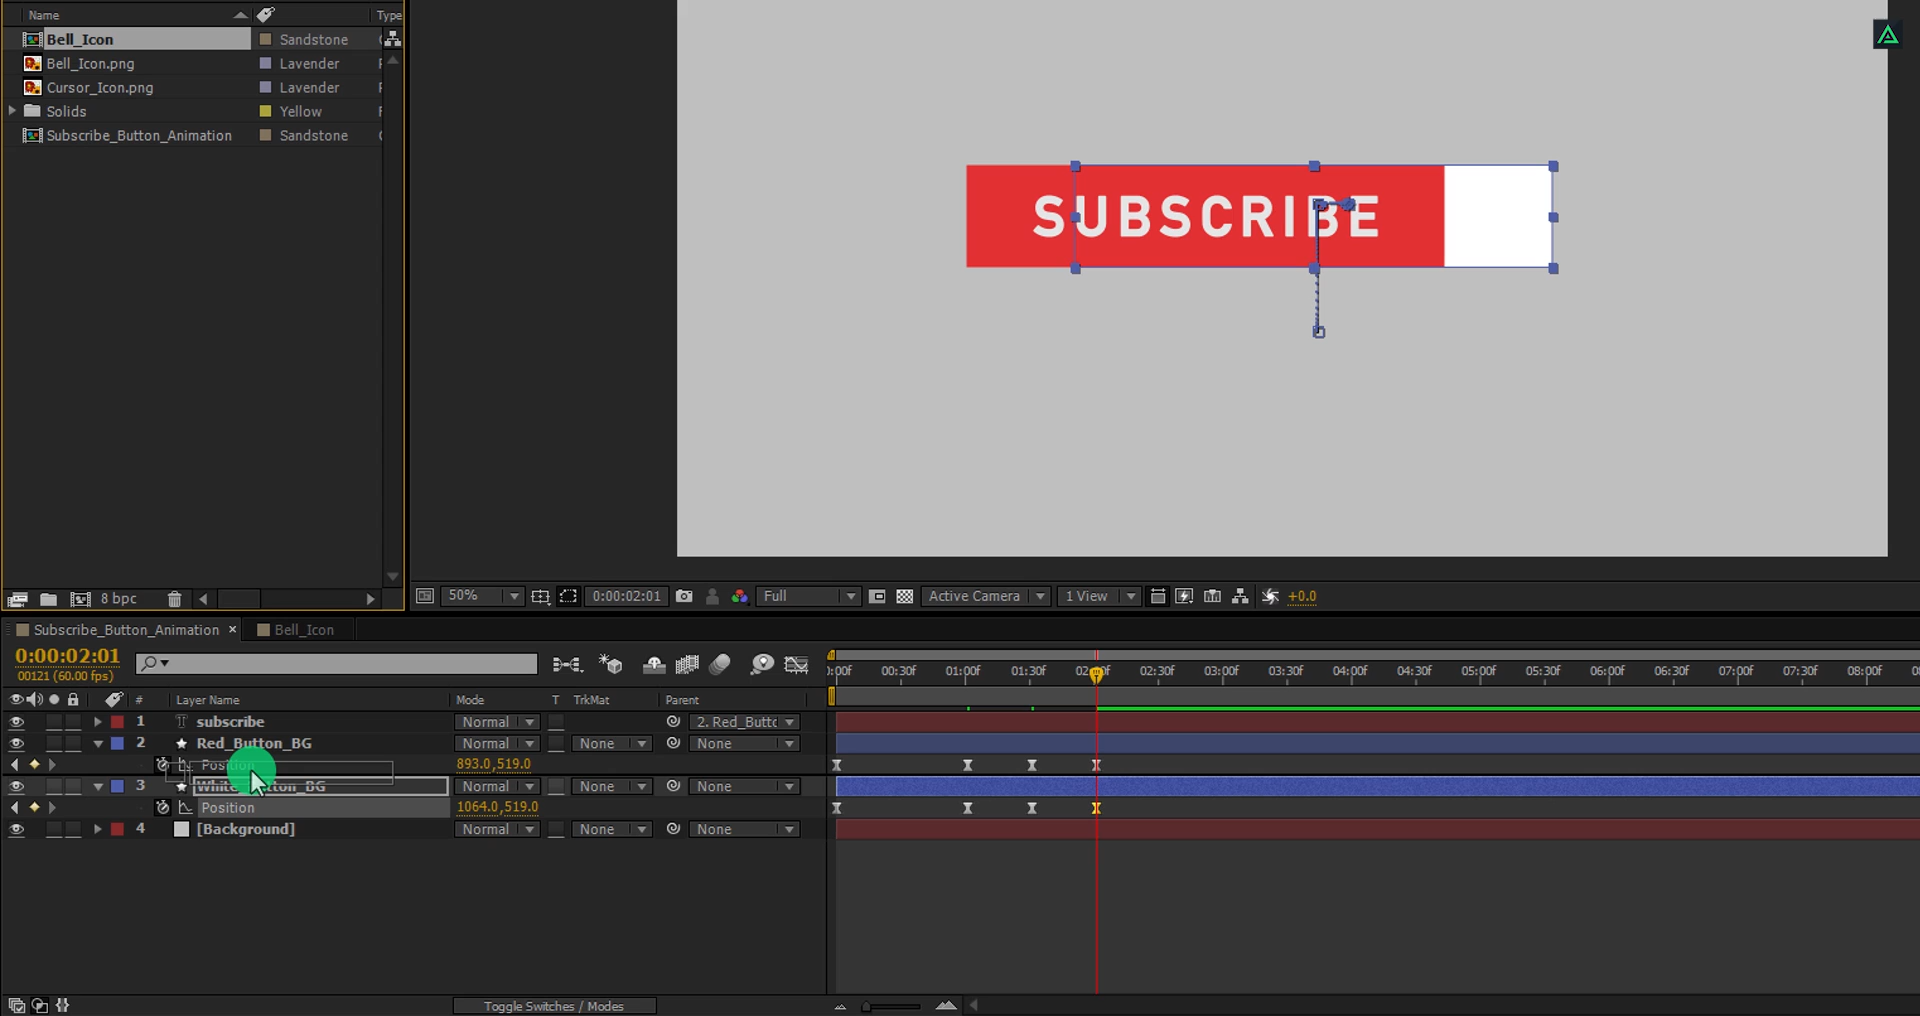 Name Type
Bell_Icon Sandstone
Bell_Icon.png Lavender
Cursor_Icon.png Lavender
Solids Yellow
Subscribe_Button_Animation Sandstone
SUBSCRIBE
8 bpc
50% 0:00:02:01 Full Active Camera 1 View +0.0
Subscribe_Button_Animation × Bell_Icon
0:00:02:01
00121 (60.00 fps)
:00f 00:30f 01:00f 01:30f 02:00f 02:30f 03:00f 03:30f 04:00f 04:30f 05:00f 05:30f 06:00f 06:30f 07:00f 07:30f 08:00f
# Layer Name Mode T TrkMat Parent
1 subscribe Normal 2. Red_Butto
2 Red_Button_BG Normal None None
Position 893.0,519.0
3 White_Button_BG Normal None None
Position 1064.0,519.0
4 [Background] Normal None None
Toggle Switches / Modes